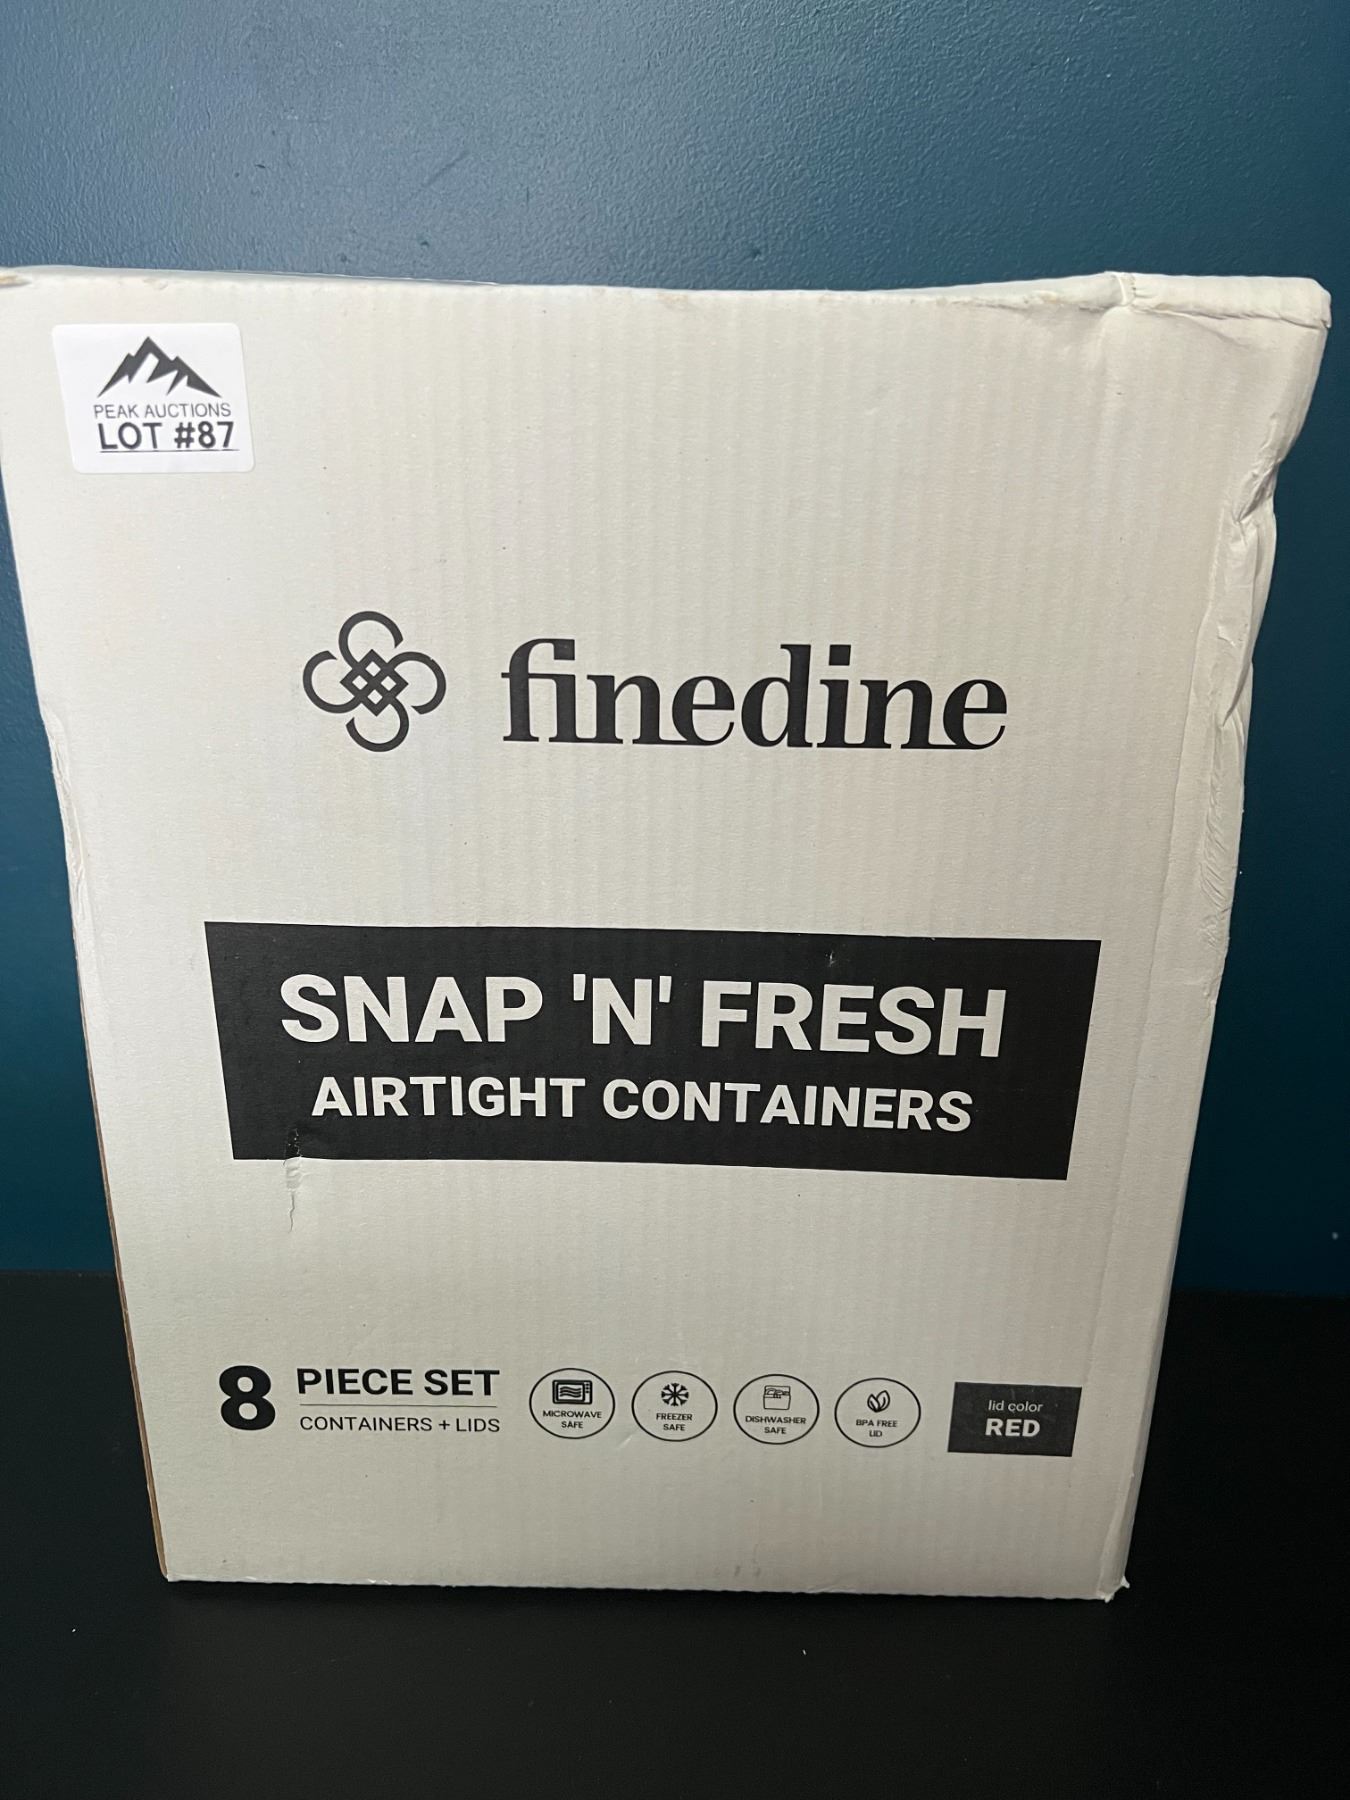 PEAK AUCTIONS
LOT #87
finedine
SNAP 'N' FRESH
AIRTIGHT CONTAINERS
8 PIECE SET
CONTAINERS + LIDS
MICROWAVE
SAFE
FREEZER
SAFE
DISHWASHER
SAFE
BPA FREE
LID
lid color
RED